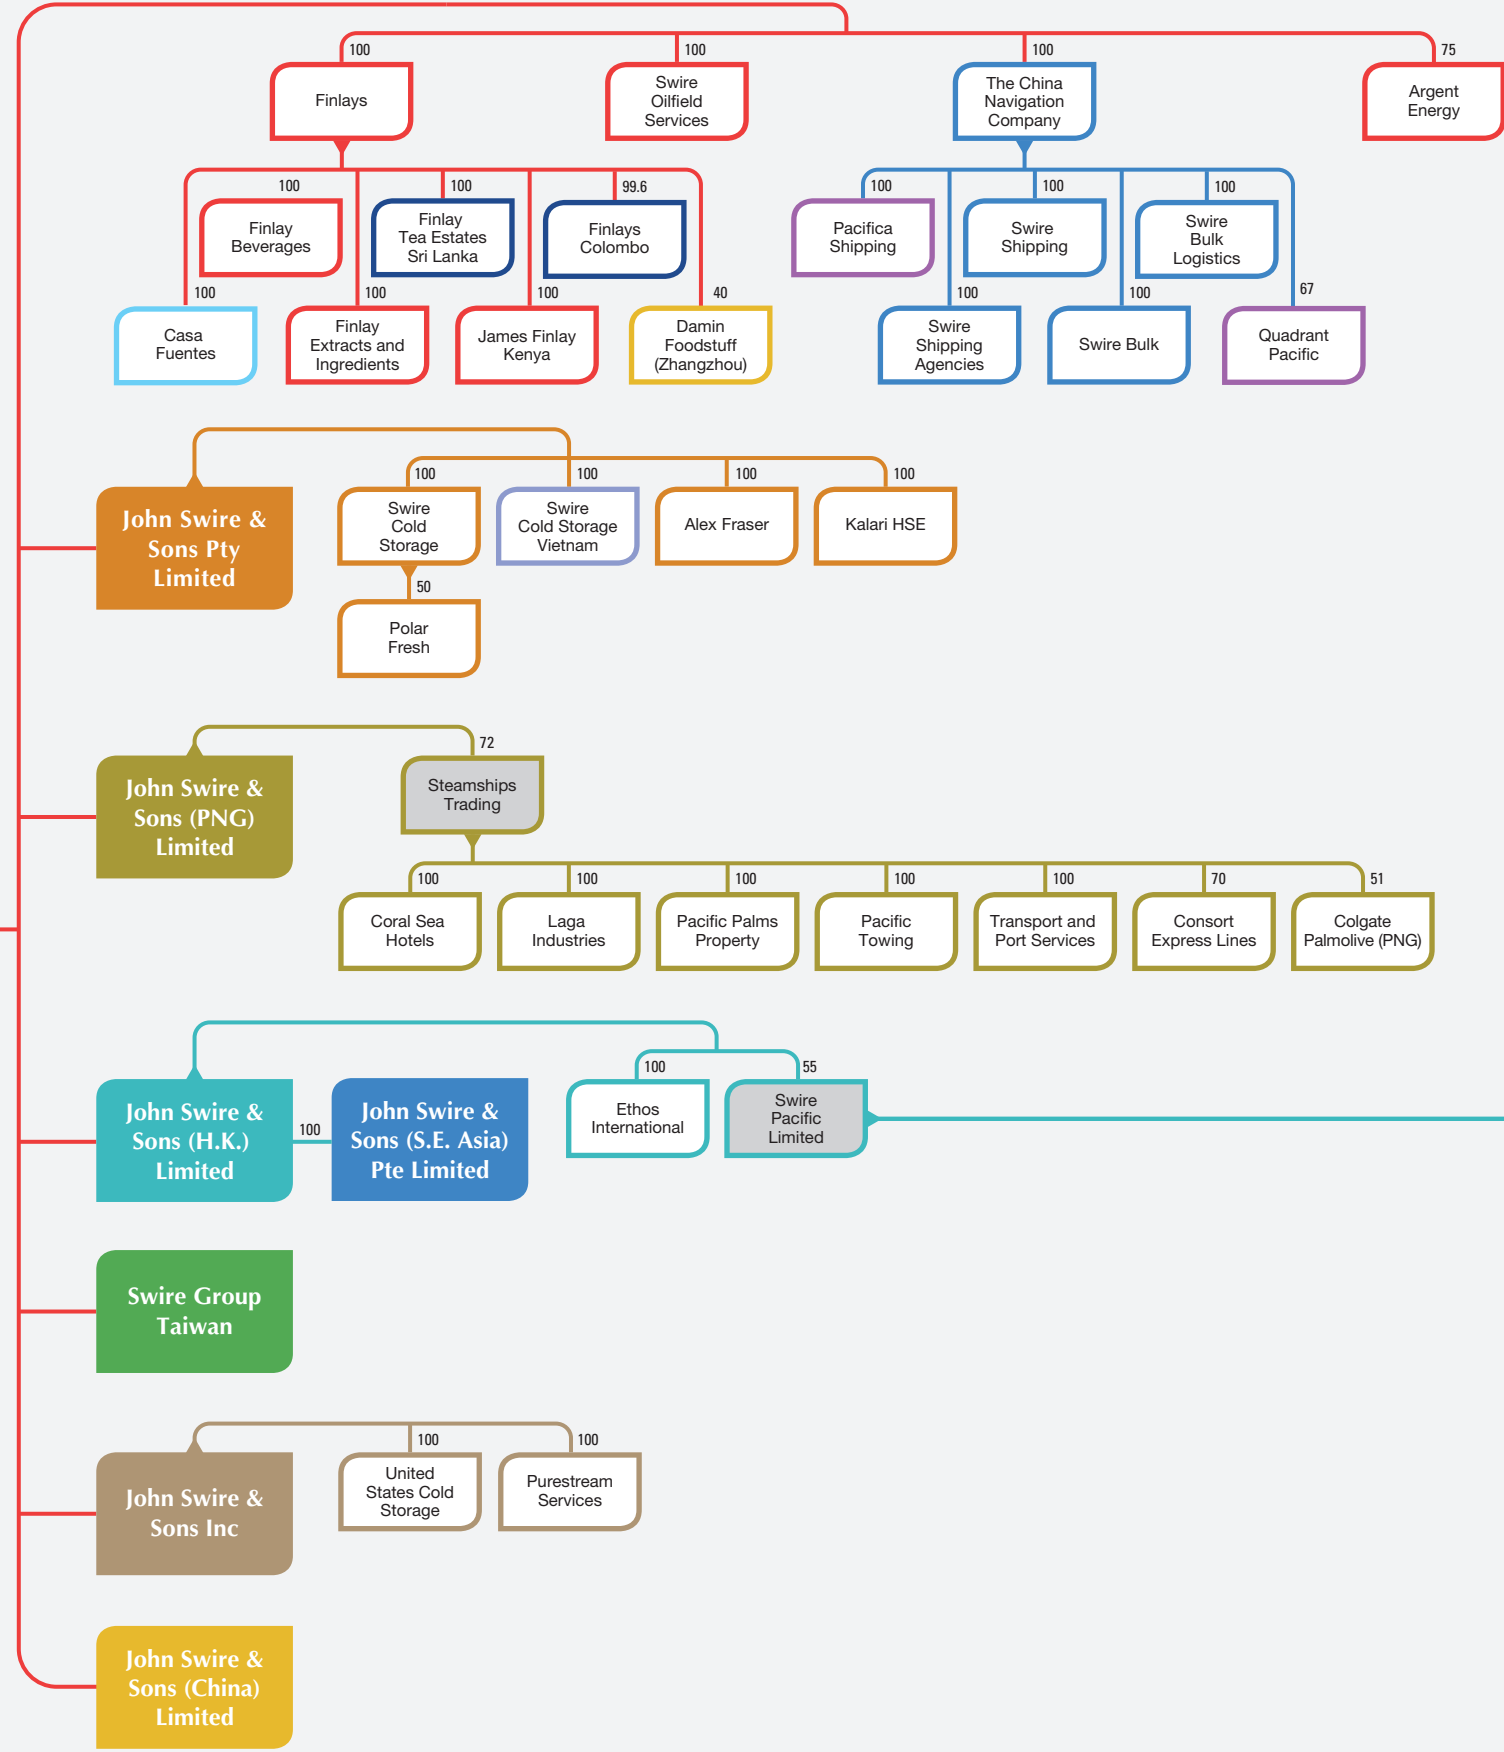 100
100
100
75
Finlays
Swire
Oilfield
Services
The China
Navigation
Company
Argent
Energy
100
100
99.6
100
100
100
Finlay
Beverages
Finlay
Tea Estates
Sri Lanka
Finlays
Colombo
Pacifica
Shipping
Swire
Shipping
Swire
Bulk
Logistics
100
100
100
40
100
100
67
Casa
Fuentes
Finlay
Extracts and
Ingredients
James Finlay
Kenya
Damin
Foodstuff
(Zhangzhou)
Swire
Shipping
Agencies
Swire Bulk
Quadrant
Pacific
John Swire &
Sons Pty
Limited
100
100
100
100
Swire
Cold
Storage
Swire
Cold Storage
Vietnam
Alex Fraser
Kalari HSE
50
Polar
Fresh
John Swire &
Sons (PNG)
Limited
72
Steamships
Trading
100
100
100
100
100
70
51
Coral Sea
Hotels
Laga
Industries
Pacific Palms
Property
Pacific
Towing
Transport and
Port Services
Consort
Express Lines
Colgate
Palmolive (PNG)
John Swire &
Sons (H.K.)
Limited
100
John Swire &
Sons (S.E. Asia)
Pte Limited
100
55
Ethos
International
Swire
Pacific
Limited
Swire Group
Taiwan
John Swire &
Sons Inc
100
100
United
States Cold
Storage
Purestream
Services
John Swire &
Sons (China)
Limited